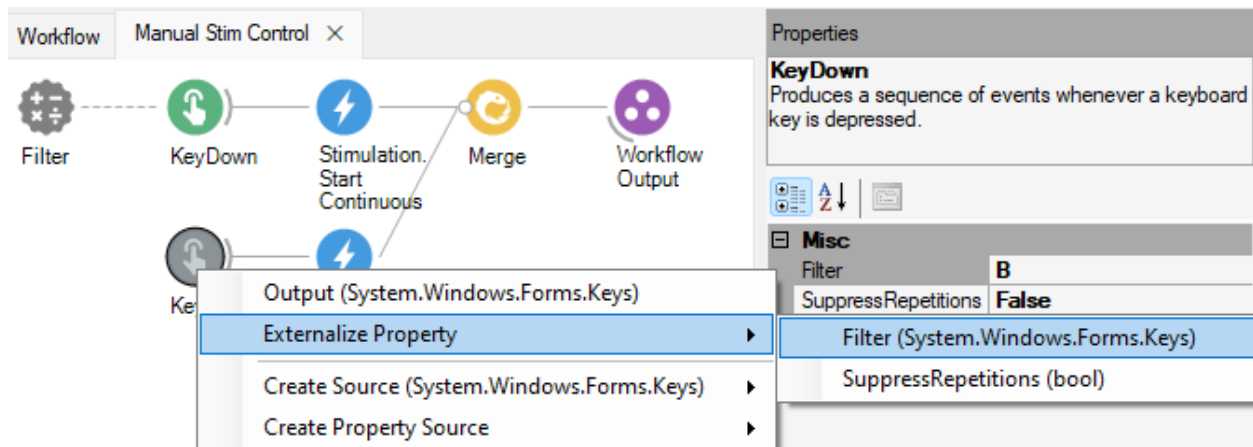 Workflow
Manual Stim Control
Properties
KeyDown
Produces a sequence of events whenever a keyboard
key is depressed.
Filter
KeyDown
Stimulation.
Start
Continuous
Merge
Workflow
Output
Misc
Filter B
SuppressRepetitions False
Ke
Output (System.Windows.Forms.Keys)
Externalize Property
Filter (System.Windows.Forms.Keys)
SuppressRepetitions (bool)
Create Source (System.Windows.Forms.Keys)
Create Property Source